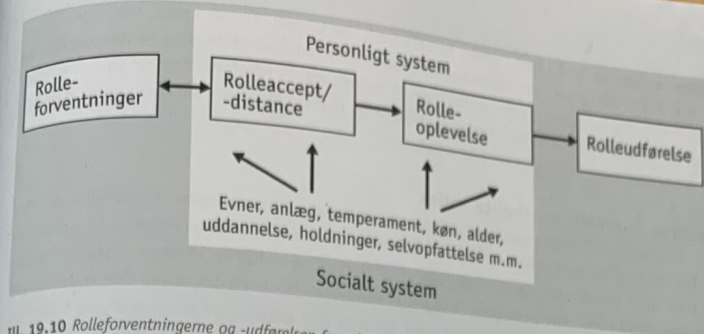 Personligt system
Rolle-
forventninger
Rolleaccept/
-distance
Rolle-
oplevelse
Rolleudførelse
Evner, anlæg, temperament, køn, alder,
uddannelse, holdninger, selvopfattelse m.m.
Socialt system
19.10 Rolleforventningerne og -udførelsen